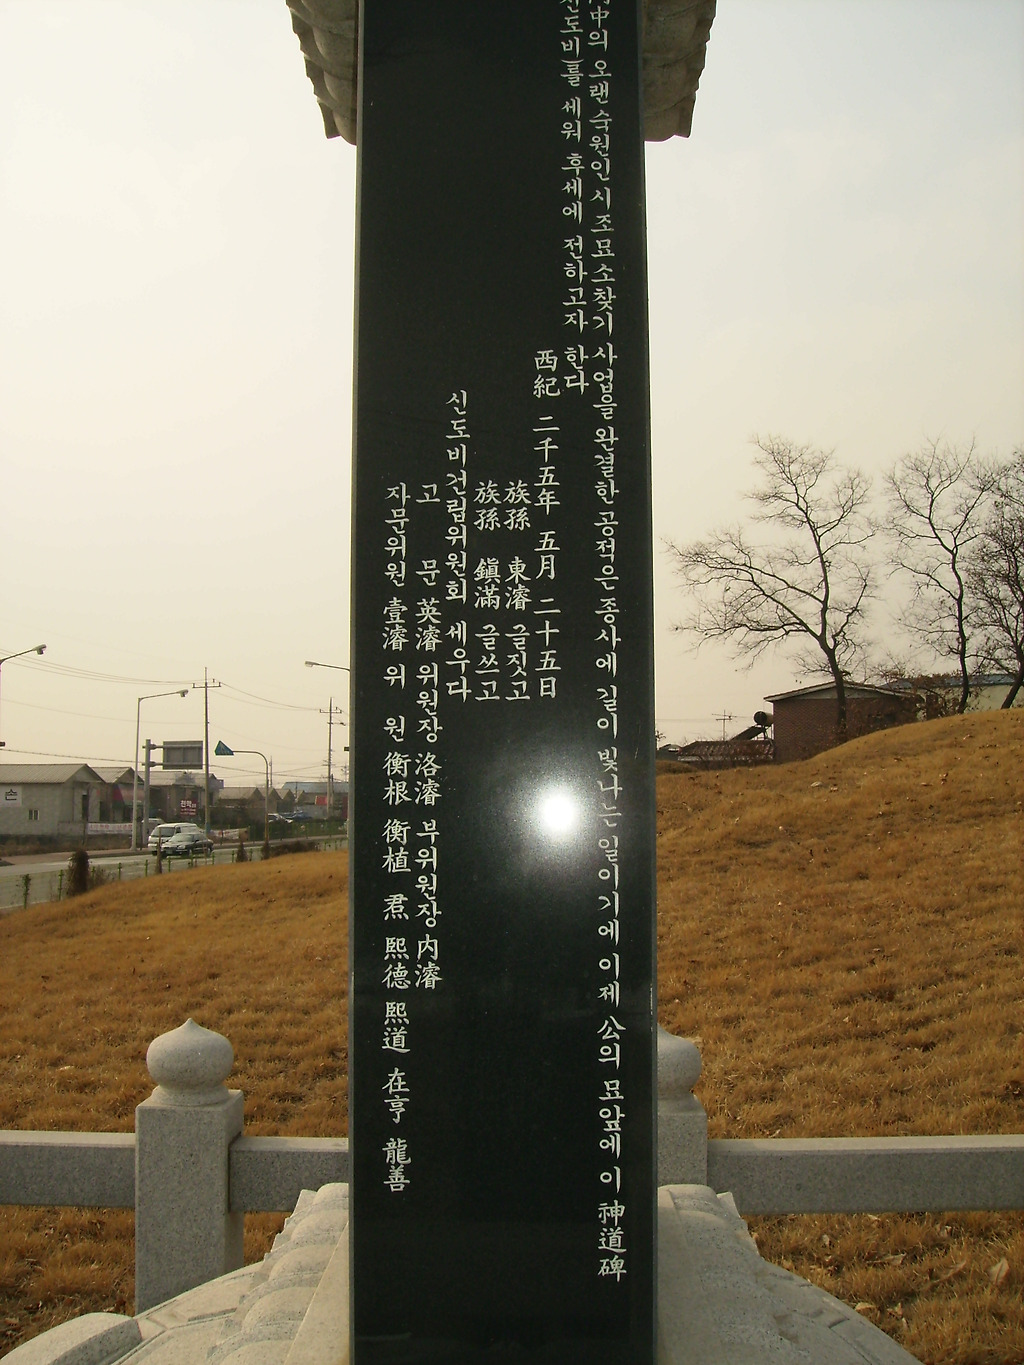 中의 오랜 숙원인 시조묘소찾기 사업을 완결한 공적은 종사에 길이 빛나는 일이기에 이제 公의 묘앞에 이 神道碑
신도비)를 세워 후세에 전하고자 한다
西紀 二千五年 五月 二十五日
族孫 東濬 글짓고
族孫 鎭滿 글쓰고
신도비건립위원회 세우다
고 문 英濬 위원장 洛濬 부위원장 内濬
자문위원 壹濬 위 원 衡根 衡植 焄 熙德 熙道 在亨 龍善